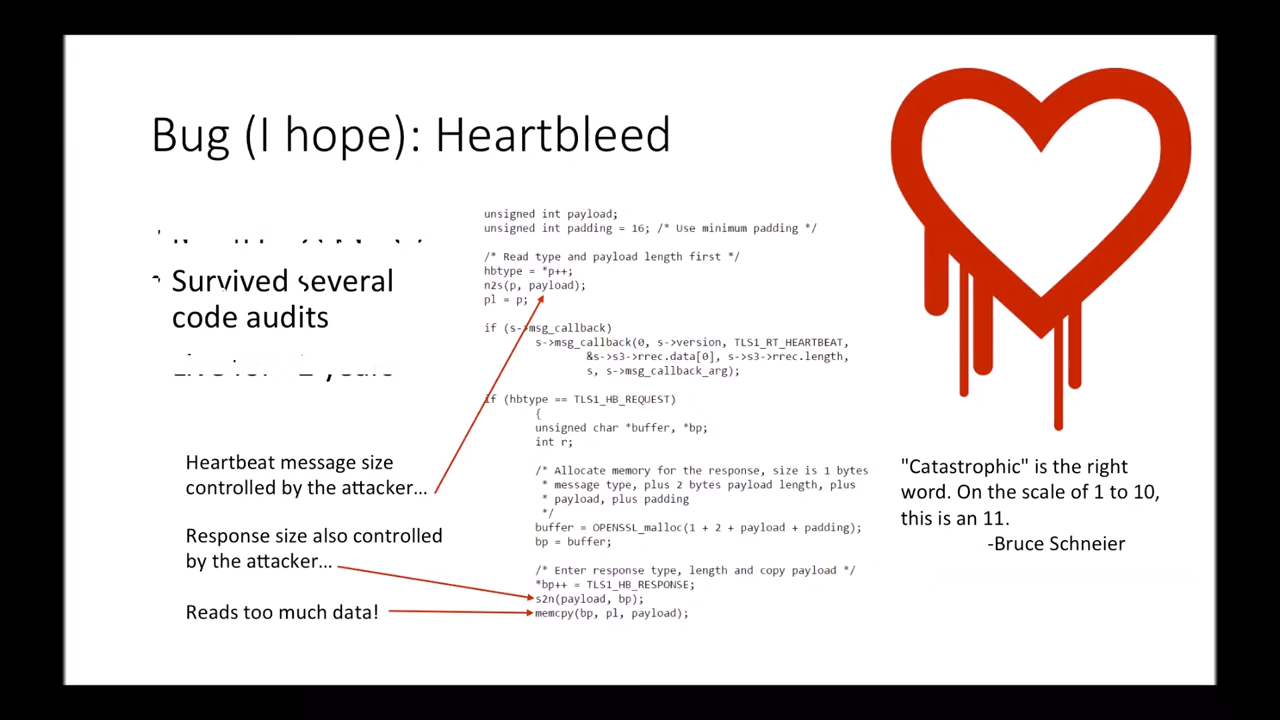 Bug (I hope): Heartbleed
Survived several
code audits
Heartbeat message size
controlled by the attacker...
Response size also controlled
by the attacker...
Reads too much data!
unsigned int payload;
unsigned int padding = 16; /* Use minimum padding */
/* Read type and payload length first */
hbtype = *p++;
n2s(p, payload);
pl = p;
if (s->msg_callback)
s->msg_callback(0, s->version, TLS1_RT_HEARTBEAT,
&s->s3->rrec.data[0], s->s3->rrec.length,
s, s->msg_callback_arg);
if (hbtype == TLS1_HB_REQUEST)
{
unsigned char *buffer, *bp;
int r;
/* Allocate memory for the response, size is 1 bytes
* message type, plus 2 bytes payload length, plus
* payload, plus padding
*/
buffer = OPENSSL_malloc(1 + 2 + payload + padding);
bp = buffer;
/* Enter response type, length and copy payload */
*bp++ = TLS1_HB_RESPONSE;
s2n(payload, bp);
memcpy(bp, pl, payload);
"Catastrophic" is the right
word. On the scale of 1 to 10,
this is an 11.
-Bruce Schneier